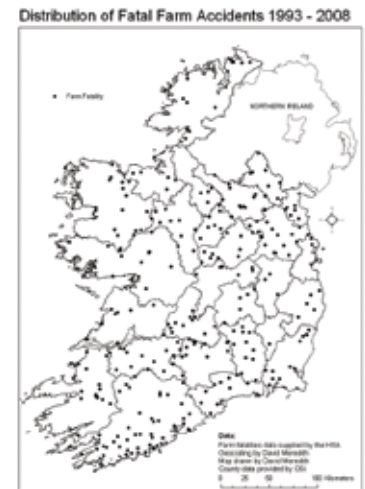 Distribution of Fatal Farm Accidents 1993 - 2008
Farm Fatality
NORTHERN IRELAND
Data:
Farm fatalities data supplied by the HSA
Geocoding by David Meredith
Map drawn by David Meredith
County data provided by OSi
0 25 50 100 Kilometers